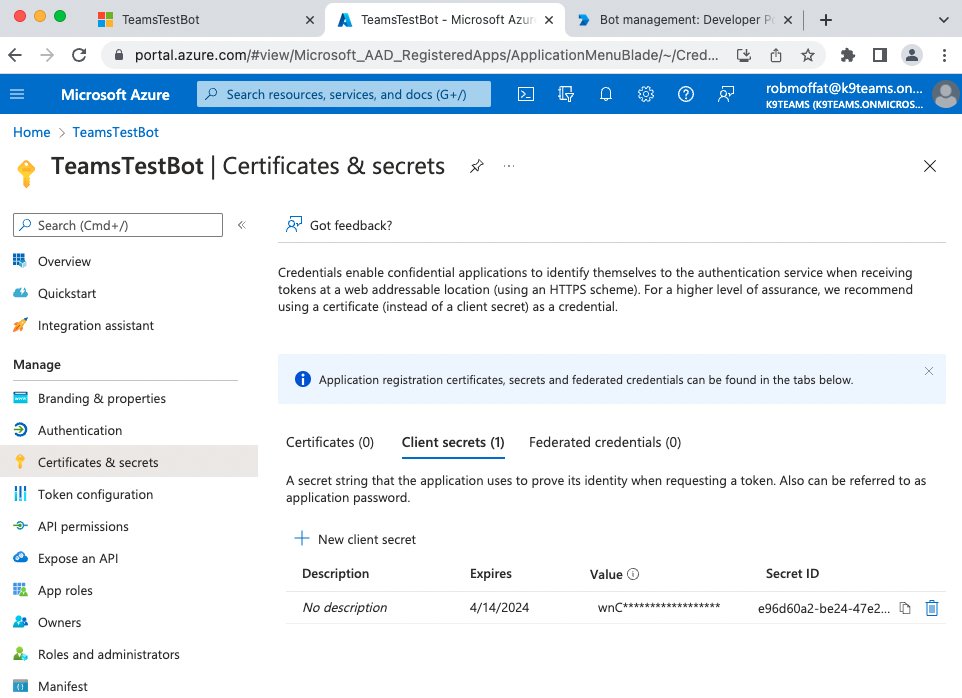 TeamsTestBot
TeamsTestBot - Microsoft Azur
Bot management: Developer Po
portal.azure.com/#view/Microsoft_AAD_RegisteredApps/ApplicationMenuBlade/~/Cred...
Microsoft Azure
Search resources, services, and docs (G+/)
robmoffat@k9teams.on...
K9TEAMS (K9TEAMS.ONMICROS...
Home > TeamsTestBot
TeamsTestBot | Certificates & secrets
Search (Cmd+/)
Overview
Quickstart
Integration assistant
Manage
Branding & properties
Authentication
Certificates & secrets
Token configuration
API permissions
Expose an API
App roles
Owners
Roles and administrators
Manifest
Got feedback?
Credentials enable confidential applications to identify themselves to the authentication service when receiving
tokens at a web addressable location (using an HTTPS scheme). For a higher level of assurance, we recommend
using a certificate (instead of a client secret) as a credential.
Application registration certificates, secrets and federated credentials can be found in the tabs below.
Certificates (0) Client secrets (1) Federated credentials (0)
A secret string that the application uses to prove its identity when requesting a token. Also can be referred to as
application password.
New client secret
Description Expires Value Secret ID
No description 4/14/2024 wnC****************** e96d60a2-be24-47e2...